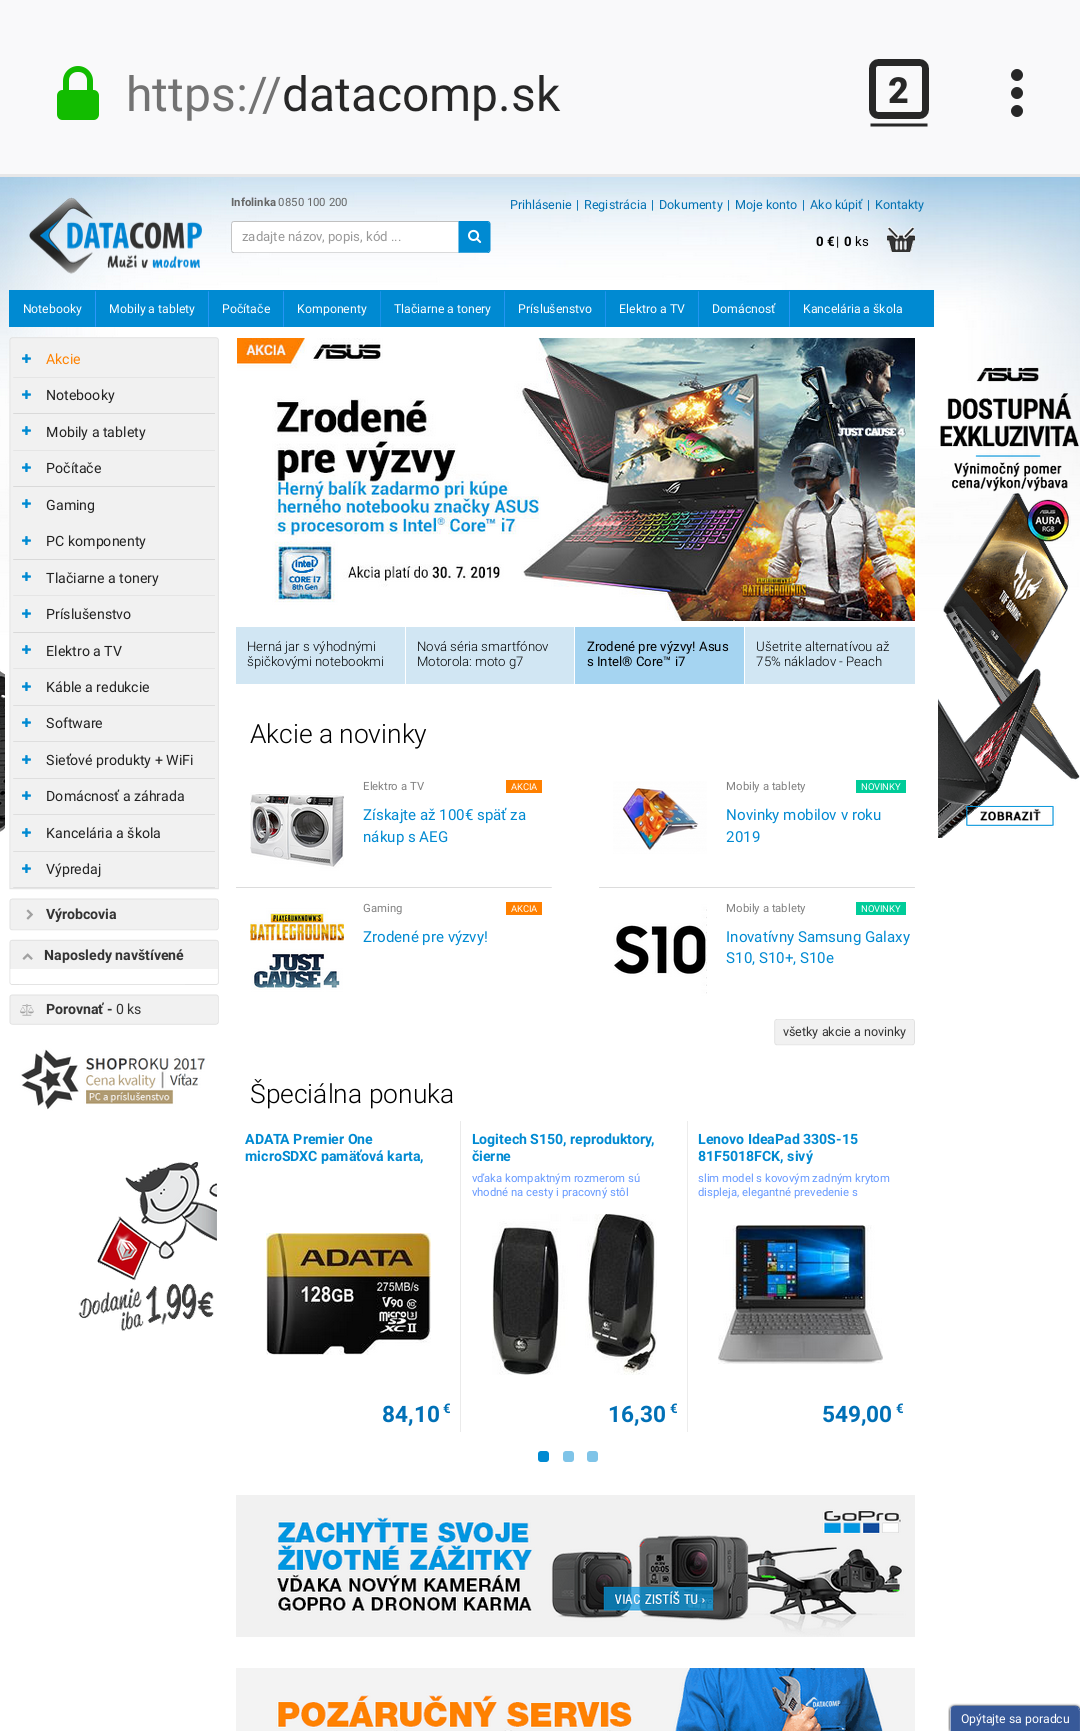 https://datacomp.sk
2
Infolinka 0850 100 200
Prihlásenie | Registrácia | Dokumenty | Moje konto | Ako kúpiť | Kontakty
DATACOMP
Muži v modrom
zadajte názov, popis, kód ...
0 € | 0 ks
Notebooky
Mobily a tablety
Počítače
Komponenty
Tlačiarne a tonery
Príslušenstvo
Elektro a TV
Domácnosť
Kancelária a škola
Akcie
Notebooky
Mobily a tablety
Počítače
Gaming
PC komponenty
Tlačiarne a tonery
Príslušenstvo
Elektro a TV
Káble a redukcie
Software
Sieťové produkty + WiFi
Domácnosť a záhrada
Kancelária a škola
Výpredaj
Výrobcovia
Naposledy navštívené
Porovnať - 0 ks
SHOPROKU 2017
Cena kvality | Víťaz
PC a príslušenstvo
Dodanie
iba 1,99€
AKCIA
ASUS
Zrodené
pre výzvy
Herný balík zadarmo pri kúpe
herného notebooku značky ASUS
s procesorom s Intel® Core™ i7
intel
CORE i7
8th Gen
Akcia platí do 30. 7. 2019
JUST CAUSE 4
BATTLEGROUNDS
Herná jar s výhodnými
špičkovými notebookmi
Nová séria smartfónov
Motorola: moto g7
Zrodené pre výzvy! Asus
s Intel® Core™ i7
Ušetrite alternatívou až
75% nákladov - Peach
ASUS
DOSTUPNÁ
EXKLUZIVITA
Výnimočný pomer
cena/výkon/výbava
ASUS
AURA
RGB
TUF GAMING
ZOBRAZIŤ
Akcie a novinky
Elektro a TV
AKCIA
Získajte až 100€ späť za
nákup s AEG
Mobily a tablety
NOVINKY
Novinky mobilov v roku
2019
PLAYERUNKNOWN'S
BATTLEGROUNDS
JUST
CAUSE 4
Gaming
AKCIA
Zrodené pre výzvy!
S10
Mobily a tablety
NOVINKY
Inovatívny Samsung Galaxy
S10, S10+, S10e
všetky akcie a novinky
Špeciálna ponuka
ADATA Premier One
microSDXC pamäťová karta,
ADATA
128GB
275MB/s
V90
micro
SD
XC II
84,10 €
Logitech S150, reproduktory,
čierne
vďaka kompaktným rozmerom sú
vhodné na cesty i pracovný stôl
16,30 €
Lenovo IdeaPad 330S-15
81F5018FCK, sivý
slim model s kovovým zadným krytom
displeja, elegantné prevedenie s
549,00 €
ZACHYŤTE SVOJE
ŽIVOTNÉ ZÁŽITKY
VĎAKA NOVÝM KAMERÁM
GOPRO A DRONOM KARMA
GoPro
VIAC ZISTÍŠ TU ›
POZÁRUČNÝ SERVIS
DATACOMP
Opýtajte sa poradcu